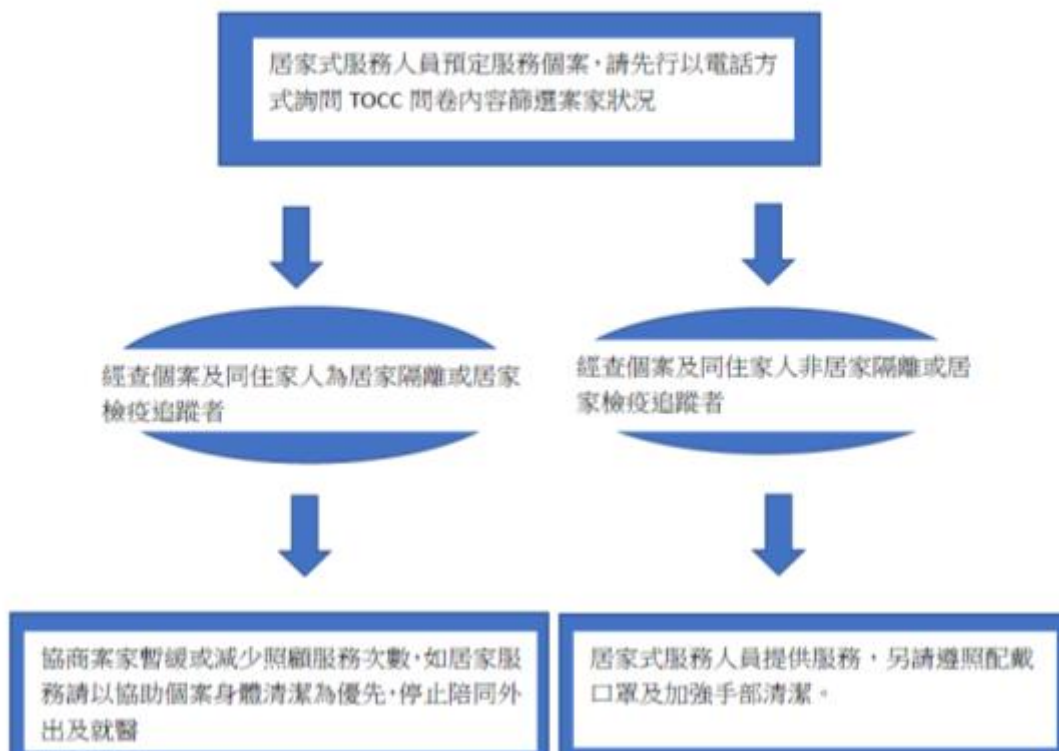 居家式服務人員預定服務個案，請先行以電話方
式詢問 TOCC 問卷內容篩選案家狀況
經查個案及同住家人為居家隔離或居家
檢疫追蹤者
經查個案及同住家人非居家隔離或居
家檢疫追蹤者
協商案家暫緩或減少照顧服務次數，如居家服
務請以協助個案身體清潔為優先，停止陪同外
出及就醫
居家式服務人員提供服務，另請遵照配戴
口罩及加強手部清潔。